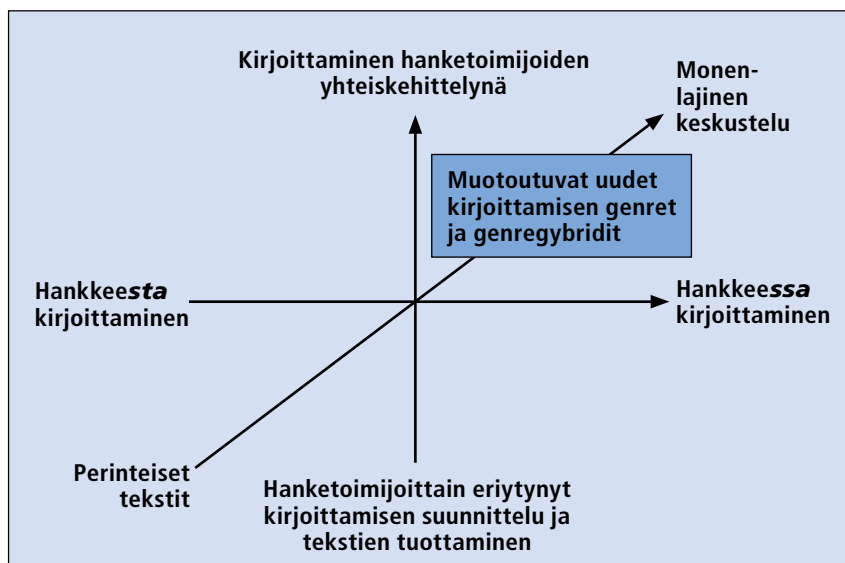 Kirjoittaminen hanketoimijoiden
yhteiskehittelynä
Monen-
lajinen
keskustelu
Muotoutuvat uudet
kirjoittamisen genret
ja genregybridit
Hankkeesta
kirjoittaminen
Hankkeessa
kirjoittaminen
Perinteiset
tekstit
Hanketoimijoittain eriytynyt
kirjoittamisen suunnittelu ja
tekstien tuottaminen